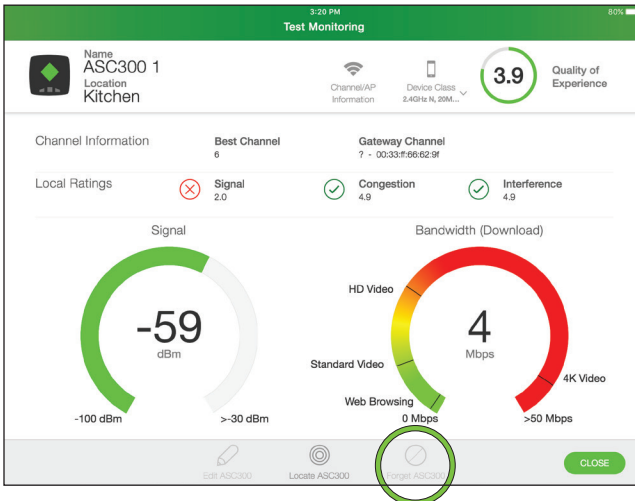 3:20 PM
80%
Test Monitoring
Name
ASC300 1
Location
Kitchen
Channel/AP
Information
Device Class
2.4GHz N, 20M...
3.9
Quality of
Experience
Channel Information
Best Channel
6
Gateway Channel
? - 00:33:ff:66:62:9f
Local Ratings
Signal
2.0
Congestion
4.9
Interference
4.9
Signal
-59
dBm
-100 dBm
>-30 dBm
Bandwidth (Download)
HD Video
Standard Video
Web Browsing
4K Video
4
Mbps
0 Mbps
>50 Mbps
Edit ASC300
Locate ASC300
Forget ASC300
CLOSE